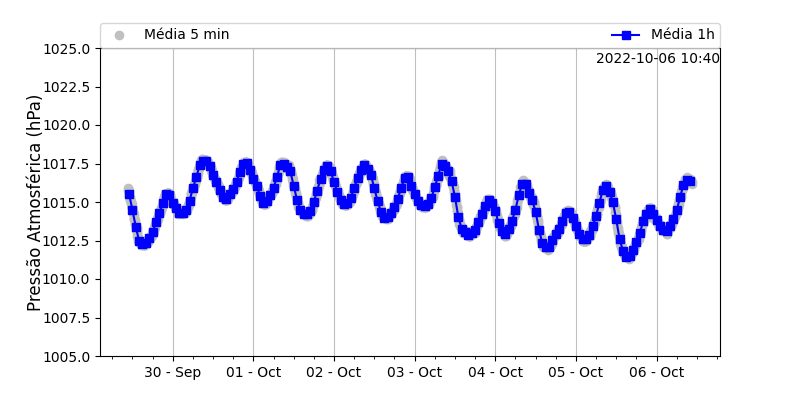 Média 5 min
Média 1h
2022-10-06 10:40
Pressão Atmosférica (hPa)
1025.0
1022.5
1020.0
1017.5
1015.0
1012.5
1010.0
1007.5
1005.0
30 - Sep
01 - Oct
02 - Oct
03 - Oct
04 - Oct
05 - Oct
06 - Oct